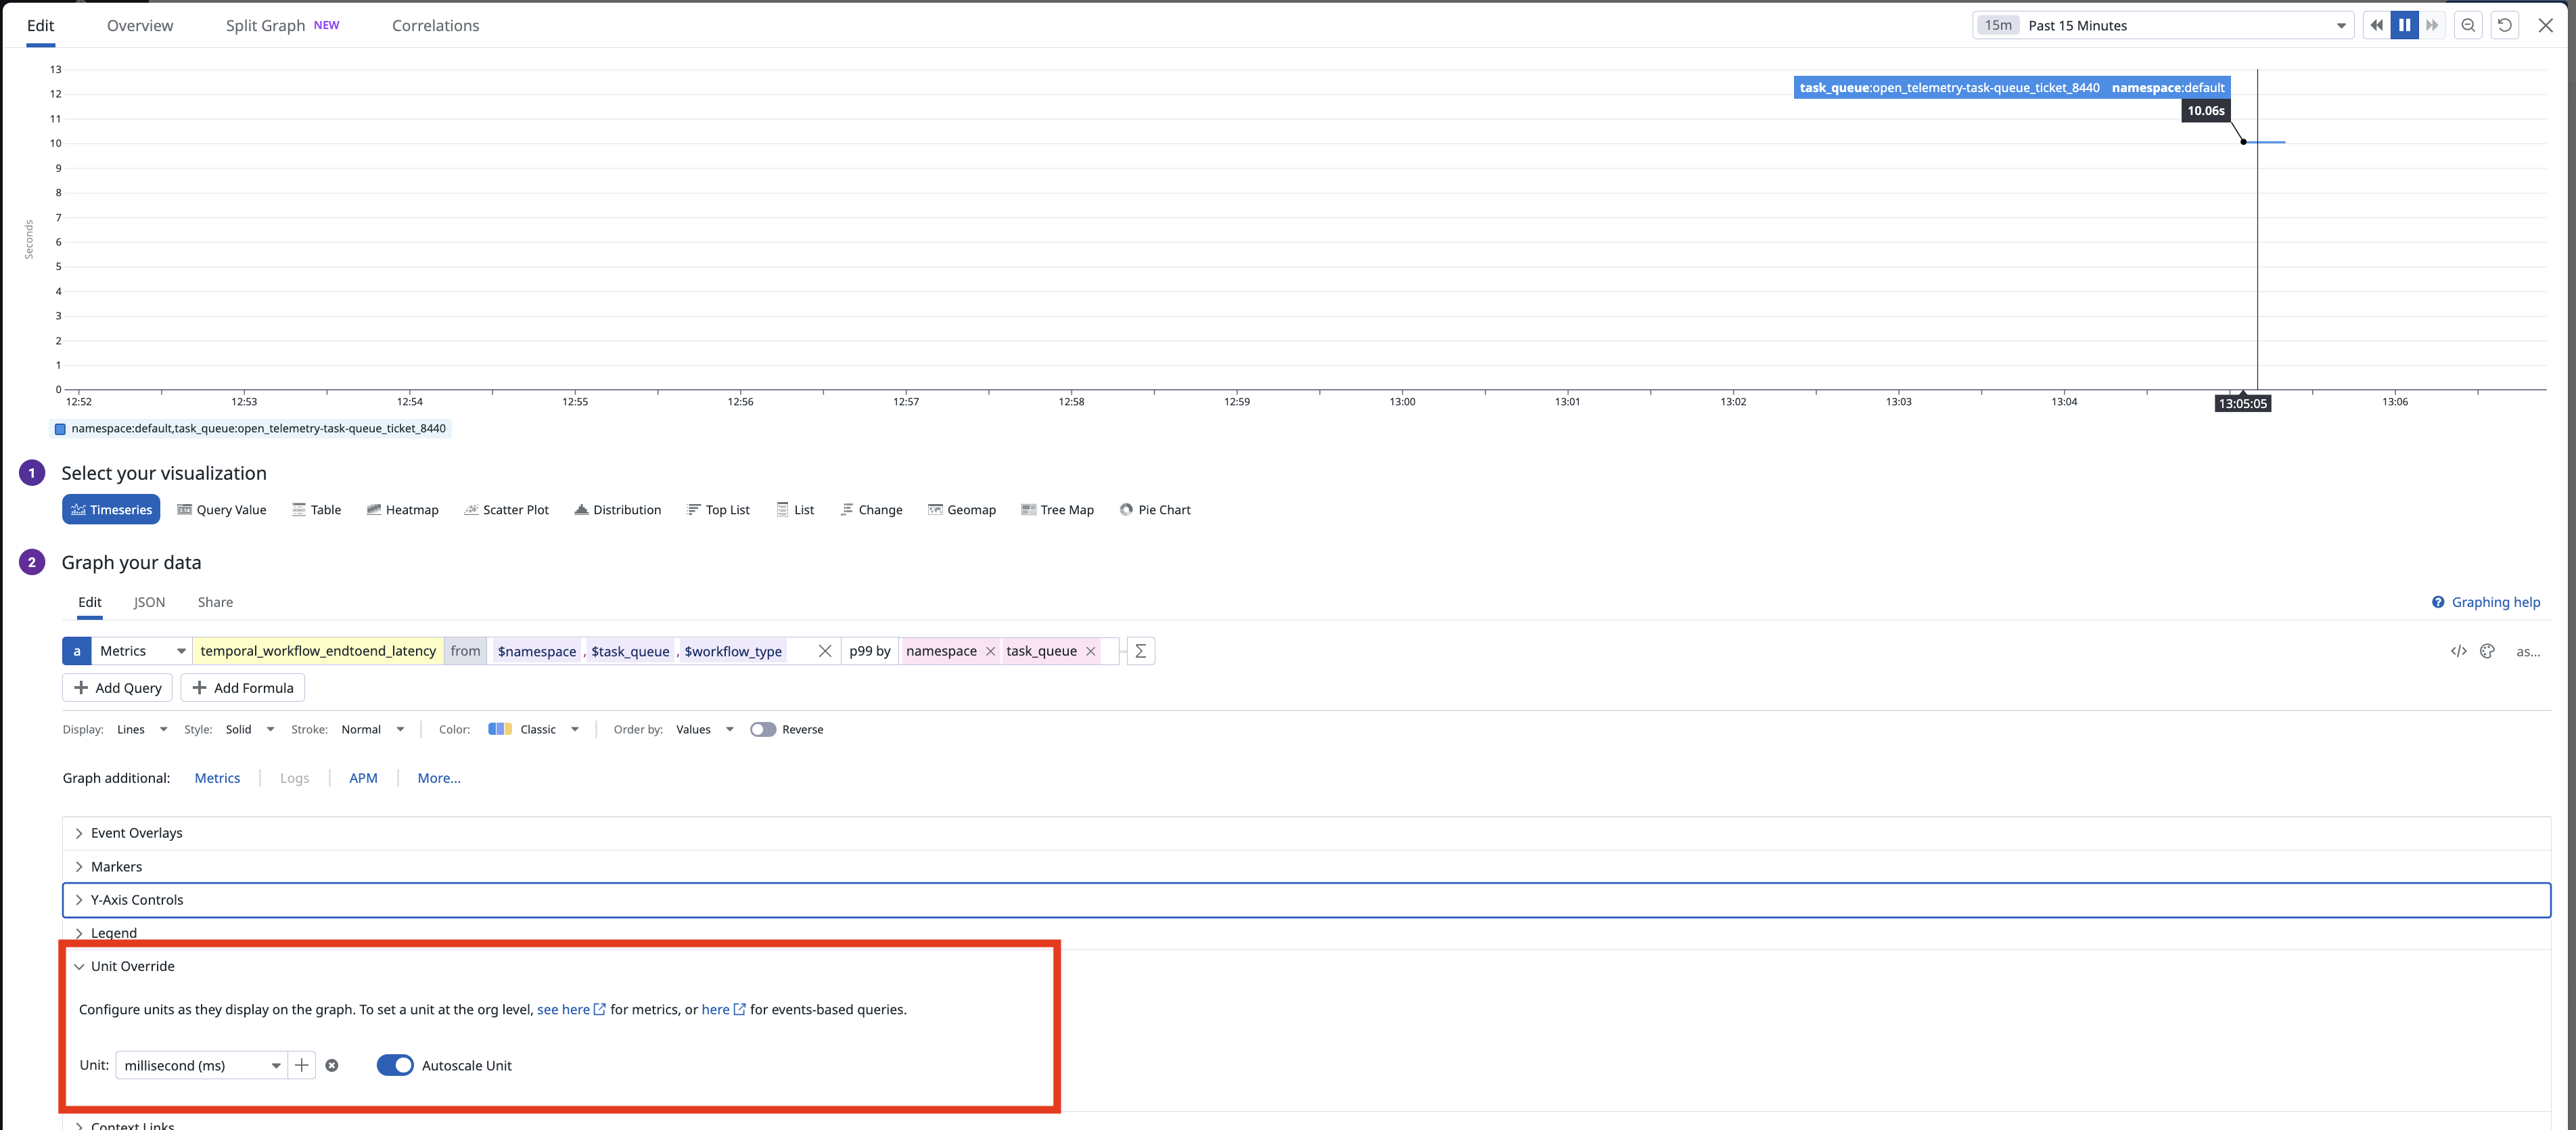 Edit Overview Split Graph NEW Correlations 15m Past 15 Minutes
13
12
11
10
9
8
7
6
5
4
3
2
1
0
Seconds
task_queue:open_telemetry-task-queue_ticket_8440 namespace:default
10.06s
12:52 12:53 12:54 12:55 12:56 12:57 12:58 12:59 13:00 13:01 13:02 13:03 13:04 13:05:05 13:06
namespace:default,task_queue:open_telemetry-task-queue_ticket_8440
1 Select your visualization
Timeseries Query Value Table Heatmap Scatter Plot Distribution Top List List Change Geomap Tree Map Pie Chart
2 Graph your data
Edit JSON Share Graphing help
a Metrics temporal_workflow_endtoend_latency from $namespace , $task_queue , $workflow_type p99 by namespace task_queue Σ </> as...
Add Query Add Formula
Display: Lines Style: Solid Stroke: Normal Color: Classic Order by: Values Reverse
Graph additional: Metrics Logs APM More...
Event Overlays
Markers
Y-Axis Controls
Legend
Unit Override
Configure units as they display on the graph. To set a unit at the org level, see here for metrics, or here for events-based queries.
Unit: millisecond (ms) Autoscale Unit
Context Links